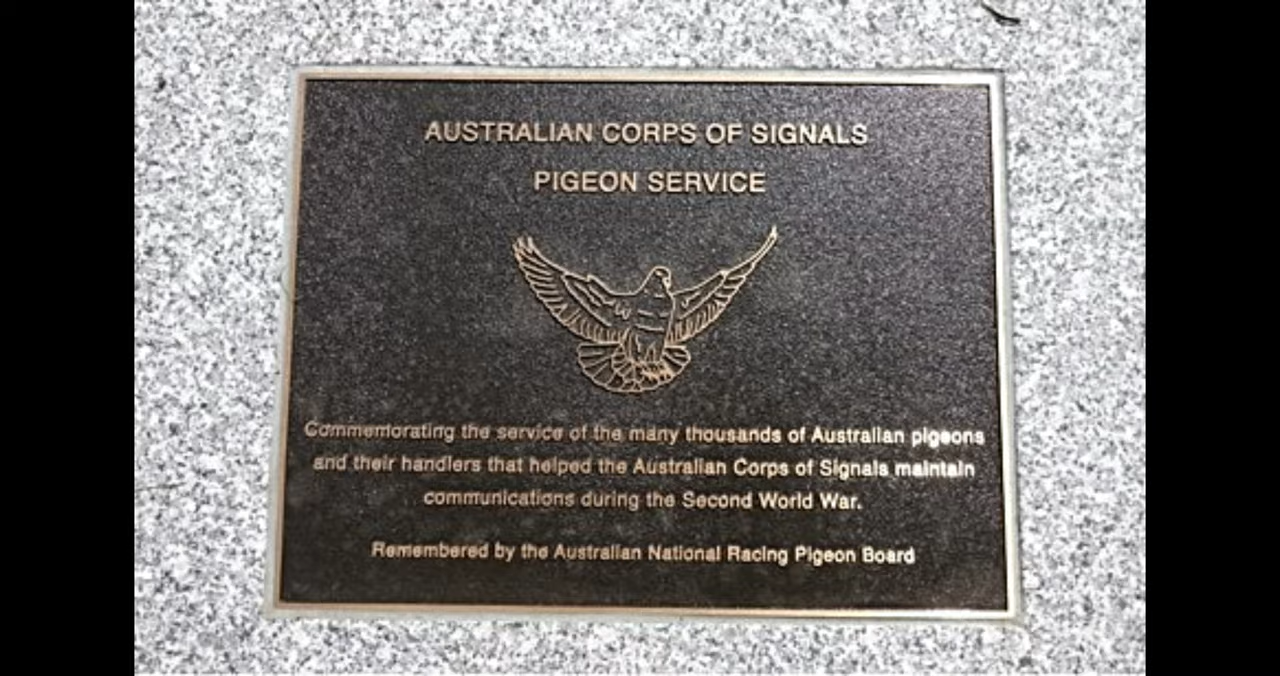 AUSTRALIAN CORPS OF SIGNALS
PIGEON SERVICE
Commemorating the service of the many thousands of Australian pigeons
and their handlers that helped the Australian Corps of Signals maintain
communications during the Second World War.
Remembered by the Australian National Racing Pigeon Board